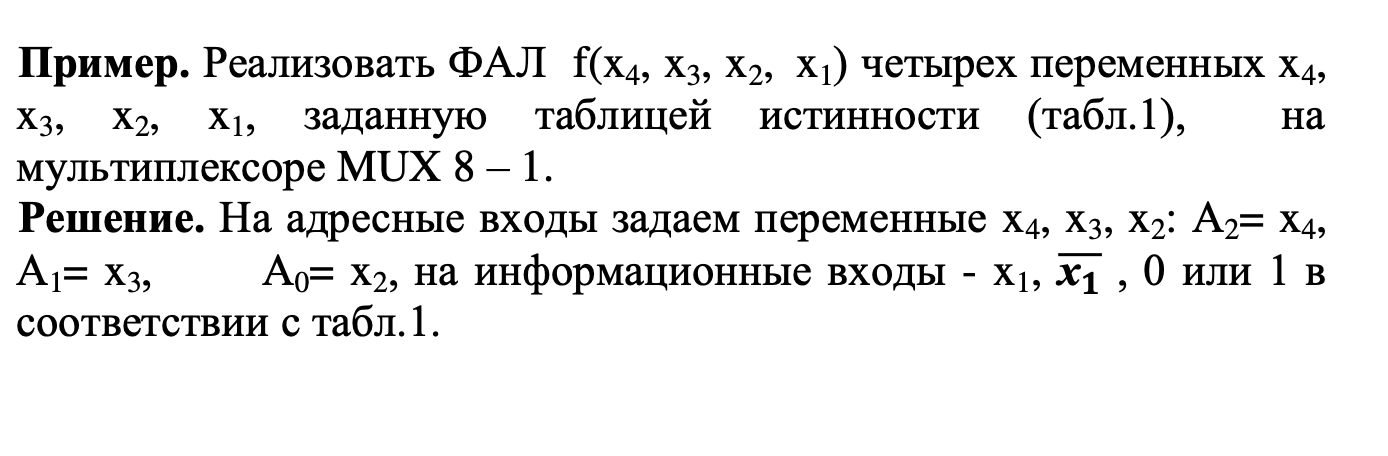 Пример. Реализовать ФАЛ f(x₄, x₃, x₂, x₁) четырех переменных x₄,
x₃, x₂, x₁, заданную таблицей истинности (табл.1), на
мультиплексоре MUX 8 – 1.
Решение. На адресные входы задаем переменные x₄, x₃, x₂: A₂= x₄,
A₁= x₃, A₀= x₂, на информационные входы - x₁, x̅₁ , 0 или 1 в
соответствии с табл.1.